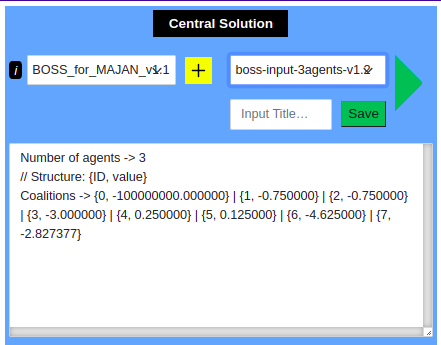 Central Solution
i
BOSS_for_MAJAN_v1.1
+
boss-input-3agents-v1.2
Input Title…
Save
Number of agents -> 3
// Structure: {ID, value}
Coalitions -> {0, -100000000.000000} | {1, -0.750000} | {2, -0.750000}
| {3, -3.000000} | {4, 0.250000} | {5, 0.125000} | {6, -4.625000} | {7,
-2.827377}